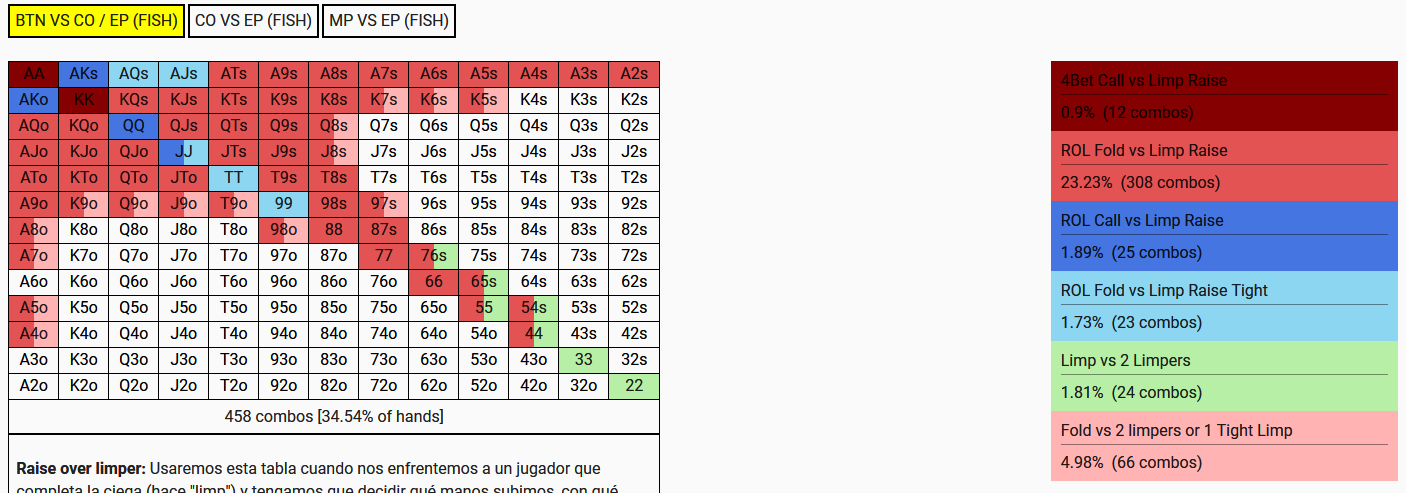 BTN VS CO / EP (FISH) CO VS EP (FISH) MP VS EP (FISH)
AA AKs AQs AJs ATs A9s A8s A7s A6s A5s A4s A3s A2s
AKo KK KQs KJs KTs K9s K8s K7s K6s K5s K4s K3s K2s
AQo KQo QQ QJs QTs Q9s Q8s Q7s Q6s Q5s Q4s Q3s Q2s
AJo KJo QJo JJ JTs J9s J8s J7s J6s J5s J4s J3s J2s
ATo KTo QTo JTo TT T9s T8s T7s T6s T5s T4s T3s T2s
A9o K9o Q9o J9o T9o 99 98s 97s 96s 95s 94s 93s 92s
A8o K8o Q8o J8o T8o 98o 88 87s 86s 85s 84s 83s 82s
A7o K7o Q7o J7o T7o 97o 87o 77 76s 75s 74s 73s 72s
A6o K6o Q6o J6o T6o 96o 86o 76o 66 65s 64s 63s 62s
A5o K5o Q5o J5o T5o 95o 85o 75o 65o 55 54s 53s 52s
A4o K4o Q4o J4o T4o 94o 84o 74o 64o 54o 44 43s 42s
A3o K3o Q3o J3o T3o 93o 83o 73o 63o 53o 43o 33 32s
A2o K2o Q2o J2o T2o 92o 82o 72o 62o 52o 42o 32o 22
458 combos [34.54% of hands]
Raise over limper: Usaremos esta tabla cuando nos enfrentemos a un jugador que
completa la ciega (hace "limp") y tengamos que decidir qué manos subimos, con qué
4Bet Call vs Limp Raise
0.9% (12 combos)
ROL Fold vs Limp Raise
23.23% (308 combos)
ROL Call vs Limp Raise
1.89% (25 combos)
ROL Fold vs Limp Raise Tight
1.73% (23 combos)
Limp vs 2 Limpers
1.81% (24 combos)
Fold vs 2 limpers or 1 Tight Limp
4.98% (66 combos)